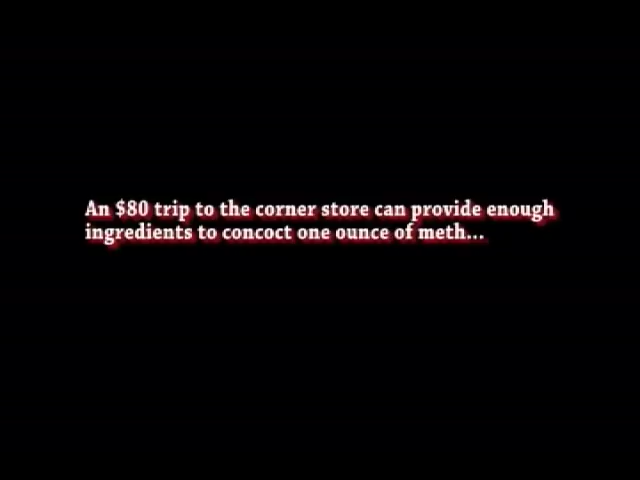 An $80 trip to the corner store can provide enough
ingredients to concoct one ounce of meth...